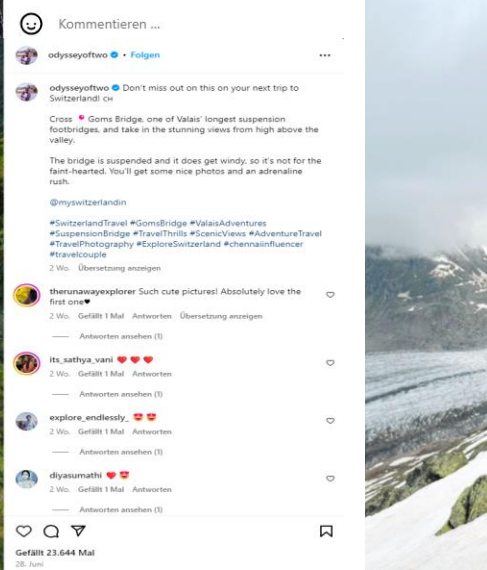 Kommentieren ...
odysseyoftwo • Folgen
odysseyoftwo Don't miss out on this on your next trip to
Switzerland! CH
Cross 📍 Goms Bridge, one of Valais' longest suspension
footbridges, and take in the stunning views from high above the
valley.
The bridge is suspended and it does get windy, so it's not for the
faint-hearted. You'll get some nice photos and an adrenaline
rush.
@myswitzerlandin
#SwitzerlandTravel #GomsBridge #ValaisAdventures
#SuspensionBridge #TravelThrills #ScenicViews #AdventureTravel
#TravelPhotography #ExploreSwitzerland #chennaiinfluencer
#travelcouple
2 Wo. Übersetzung anzeigen
therunawayexplorer Such cute pictures! Absolutely love the
first one♥
2 Wo. Gefällt 1 Mal Antworten Übersetzung anzeigen
Antworten ansehen (1)
its_sathya_vani ❤️ ❤️ ❤️
2 Wo. Gefällt 1 Mal Antworten
Antworten ansehen (1)
explore_endlessly_ 😍 😍
2 Wo. Gefällt 1 Mal Antworten
Antworten ansehen (1)
diyasumathi ❤️ 😍
2 Wo. Gefällt 1 Mal Antworten
Antworten ansehen (1)
Gefällt 23.644 Mal
28. Juni